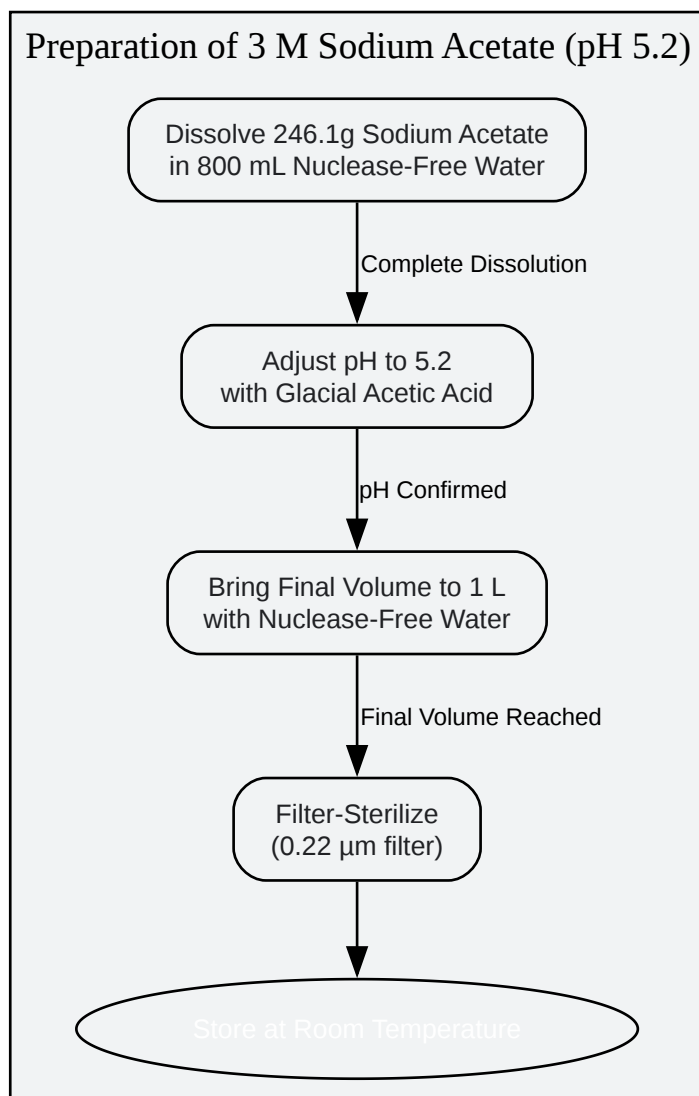 Preparation of 3 M Sodium Acetate (pH 5.2)
Dissolve 246.1g Sodium Acetate
in 800 mL Nuclease-Free Water
Complete Dissolution
Adjust pH to 5.2
with Glacial Acetic Acid
pH Confirmed
Bring Final Volume to 1 L
with Nuclease-Free Water
Final Volume Reached
Filter-Sterilize
(0.22 µm filter)
Store at Room Temperature